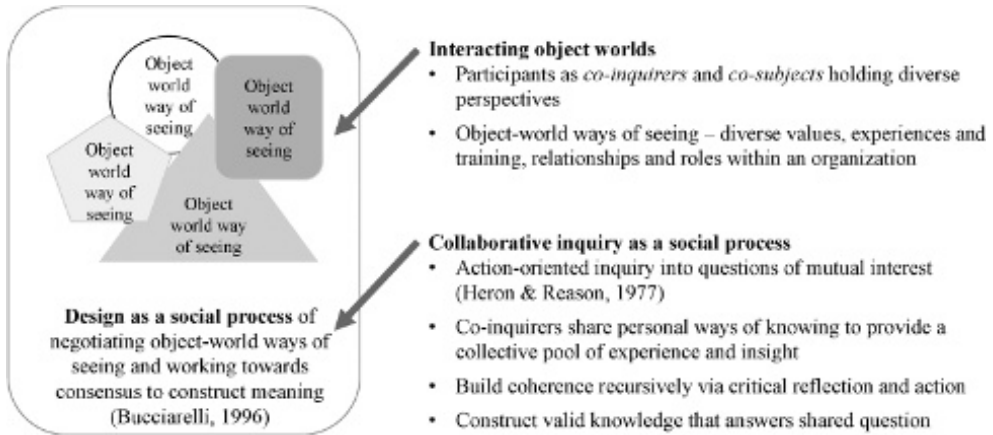 Object
world
way of
seeing
Object
world
way of
seeing
Object
world
way of
seeing
Object
world way
of seeing
Design as a social process of
negotiating object-world ways of
seeing and working towards
consensus to construct meaning
(Bucciarelli, 1996)
Interacting object worlds
• Participants as co-inquirers and co-subjects holding diverse
perspectives
• Object-world ways of seeing – diverse values, experiences and
training, relationships and roles within an organization
Collaborative inquiry as a social process
• Action-oriented inquiry into questions of mutual interest
(Heron & Reason, 1977)
• Co-inquirers share personal ways of knowing to provide a
collective pool of experience and insight
• Build coherence recursively via critical reflection and action
• Construct valid knowledge that answers shared question